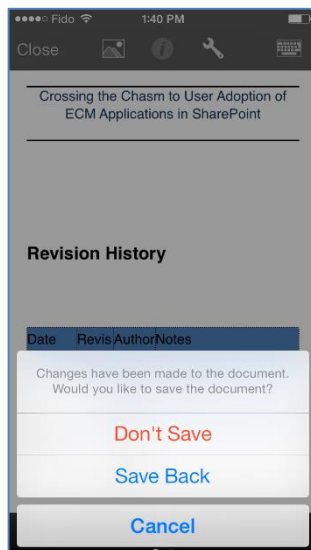 Fido 1:40 PM
Close
Crossing the Chasm to User Adoption of
ECM Applications in SharePoint
Revision History
Date Revis Author Notes
Changes have been made to the document.
Would you like to save the document?
Don't Save
Save Back
Cancel